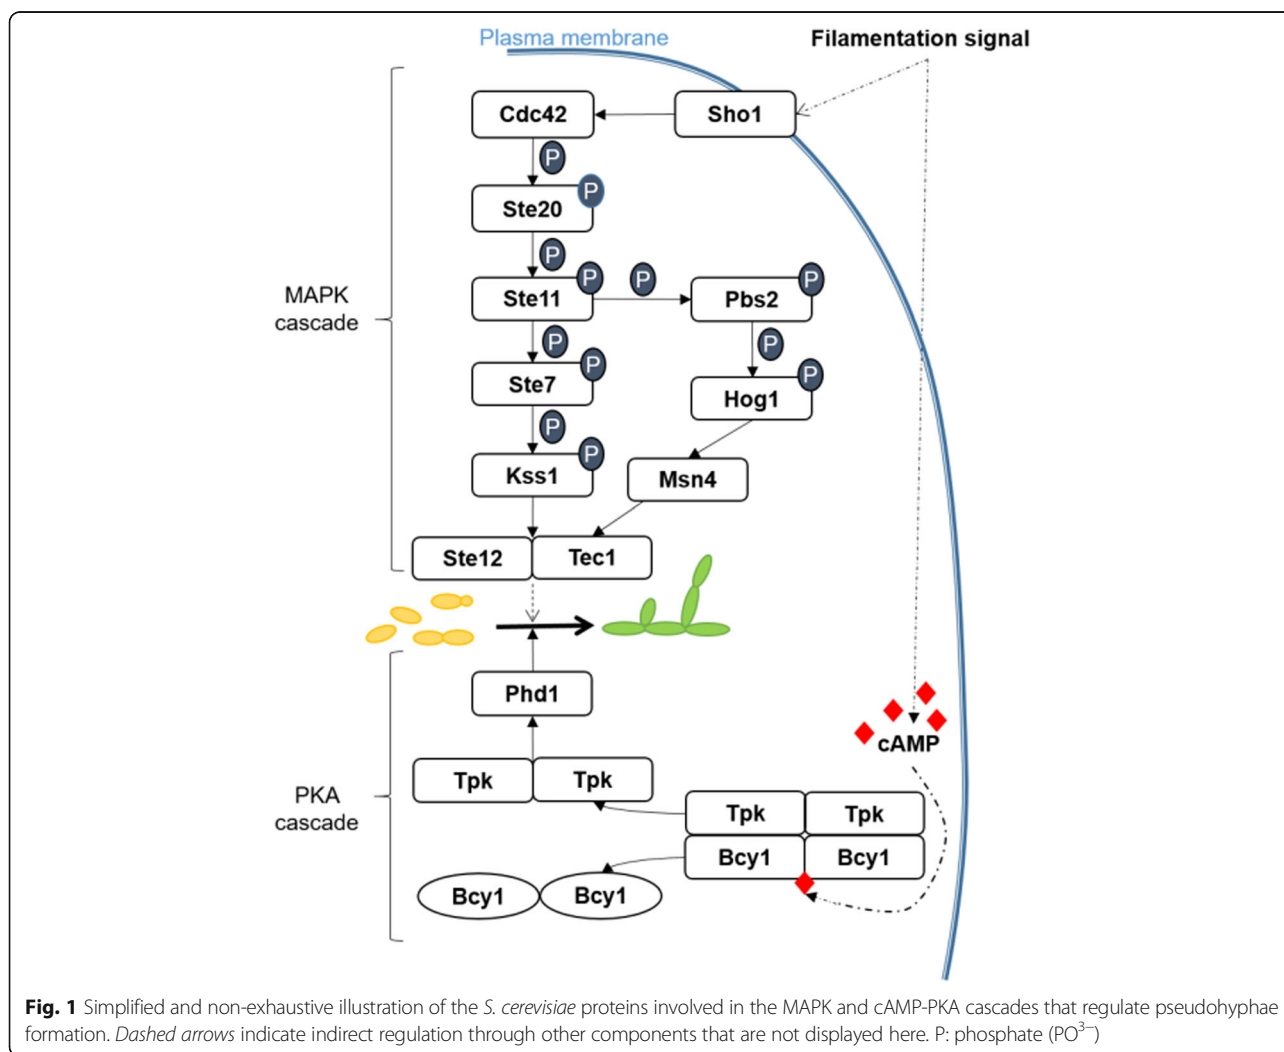 Plasma membrane
Filamentation signal
Cdc42
Sho1
P
Ste20
P
P
Ste11
P
P
Pbs2
P
MAPK
cascade
P
P
Ste7
P
Hog1
P
P
Kss1
P
Msn4
Ste12
Tec1
Phd1
cAMP
PKA
cascade
Tpk
Tpk
Tpk
Tpk
Bcy1
Bcy1
Bcy1
Bcy1
Fig. 1 Simplified and non-exhaustive illustration of the S. cerevisiae proteins involved in the MAPK and cAMP-PKA cascades that regulate pseudohyphae
formation. Dashed arrows indicate indirect regulation through other components that are not displayed here. P: phosphate (PO³⁻)